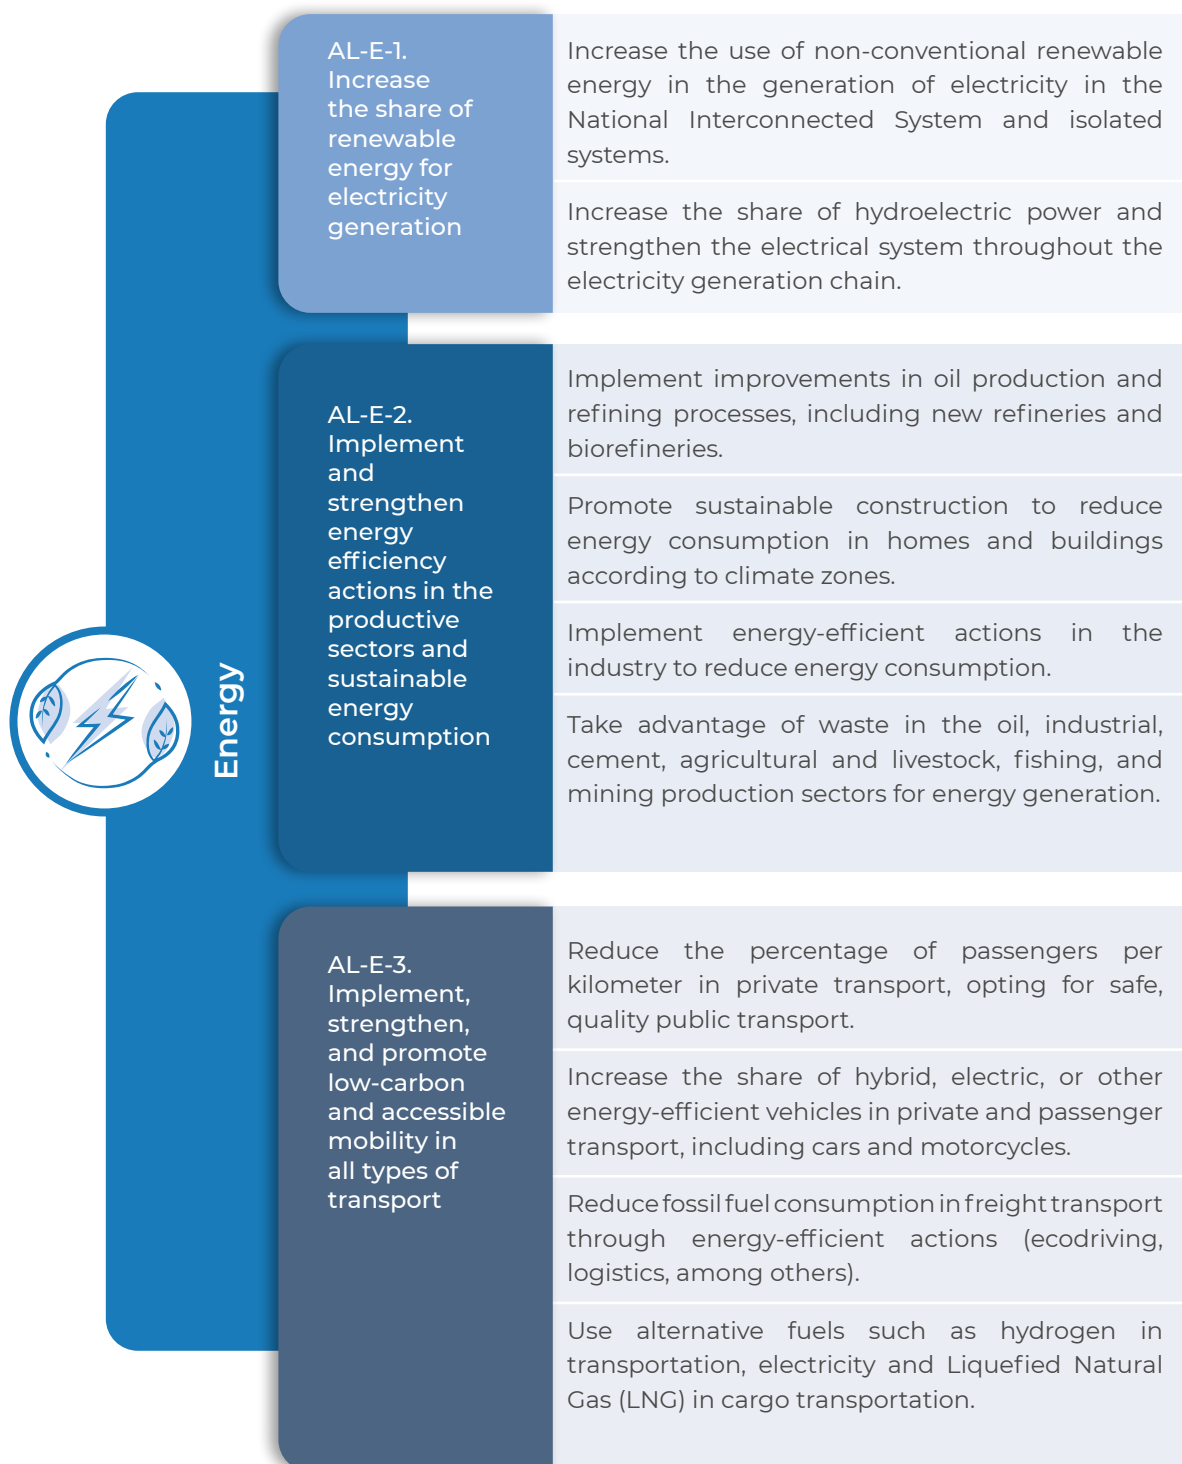 Energy
AL-E-1.
Increase
the share of
renewable
energy for
electricity
generation
Increase the use of non-conventional renewable
energy in the generation of electricity in the
National Interconnected System and isolated
systems.
Increase the share of hydroelectric power and
strengthen the electrical system throughout the
electricity generation chain.
AL-E-2.
Implement
and
strengthen
energy
efficiency
actions in the
productive
sectors and
sustainable
energy
consumption
Implement improvements in oil production and
refining processes, including new refineries and
biorefineries.
Promote sustainable construction to reduce
energy consumption in homes and buildings
according to climate zones.
Implement energy-efficient actions in the
industry to reduce energy consumption.
Take advantage of waste in the oil, industrial,
cement, agricultural and livestock, fishing, and
mining production sectors for energy generation.
AL-E-3.
Implement,
strengthen,
and promote
low-carbon
and accessible
mobility in
all types of
transport
Reduce the percentage of passengers per
kilometer in private transport, opting for safe,
quality public transport.
Increase the share of hybrid, electric, or other
energy-efficient vehicles in private and passenger
transport, including cars and motorcycles.
Reduce fossil fuel consumption in freight transport
through energy-efficient actions (ecodriving,
logistics, among others).
Use alternative fuels such as hydrogen in
transportation, electricity and Liquefied Natural
Gas (LNG) in cargo transportation.